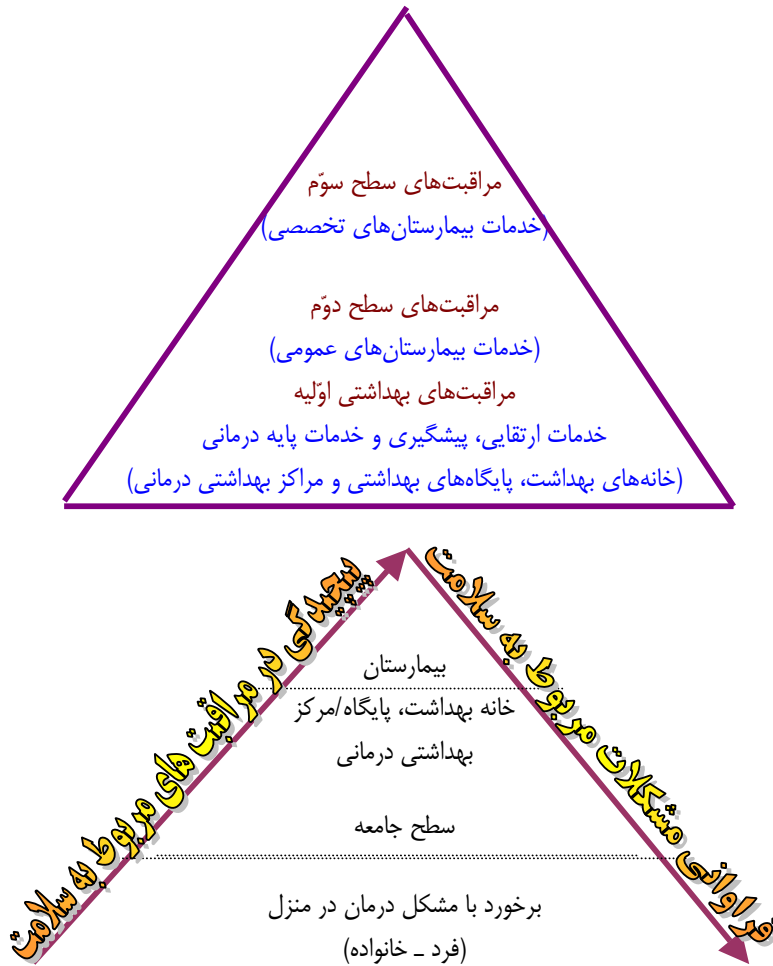 مراقبت‌های سطح سوّم
(خدمات بیمارستان‌های تخصصی)
مراقبت‌های سطح دوّم
(خدمات بیمارستان‌های عمومی)
مراقبت‌های بهداشتی اوّلیه
خدمات ارتقایی، پیشگیری و خدمات پایه درمانی
(خانه‌های بهداشت، پایگاه‌های بهداشتی و مراکز بهداشتی درمانی)
فراوانی مشکلات مربوط به سلامت
پیچیدگی در مراقبت های مربوط به سلامت
بیمارستان
خانه بهداشت، پایگاه/مرکز
بهداشتی درمانی
سطح جامعه
برخورد با مشکل درمان در منزل
(فرد ـ خانواده)